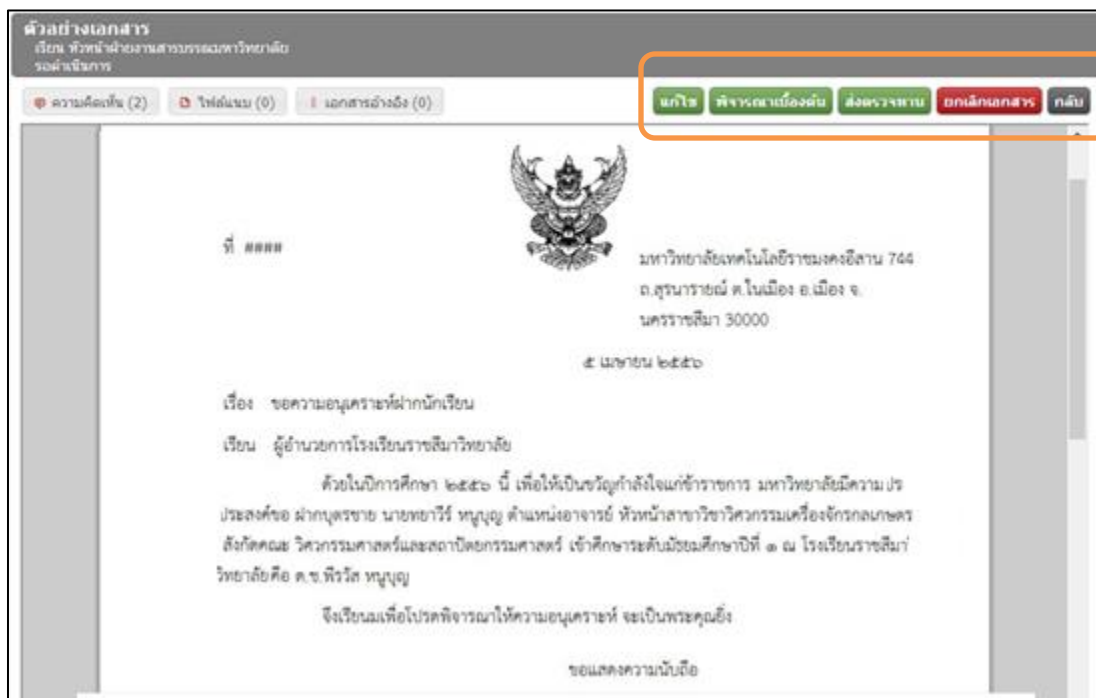 ตัวอย่างเอกสาร
เรียน หัวหน้าฝ่ายงานสารบรรณมหาวิทยาลัย
รอดำเนินการ
ความคิดเห็น (2) ไฟล์แนบ (0) เอกสารอ้างอิง (0) แก้ไข พิจารณาเบื้องต้น ส่งตรวจทาน ยกเลิกเอกสาร กลับ
ที่ ####
มหาวิทยาลัยเทคโนโลยีราชมงคงอีสาน 744
ถ.สุรนารายณ์ ต.ในเมือง อ.เมือง จ.
นครราชสีมา 30000
๕ เมษายน ๒๕๕๖
เรื่อง ขอความอนุเคราะห์ฝากนักเรียน
เรียน ผู้อำนวยการโรงเรียนราชสีมาวิทยาลัย
ด้วยในปีการศึกษา ๒๕๕๖ นี้ เพื่อให้เป็นขวัญกำลังใจแก่ข้าราชการ มหาวิทยาลัยมีความ ปร
ประสงค์ขอ ฝากบุตรชาย นายทยาวีร์ หนูบุญ ตำแหน่งอาจารย์ หัวหน้าสาขาวิชาวิศวกรรมเครื่องจักรกลเกษตร
สังกัดคณะ วิศวกรรมศาสตร์และสถาปัตยกรรมศาสตร์ เข้าศึกษาระดับมัธยมศึกษาปีที่ ๑ ณ โรงเรียนราชสีมา
วิทยาลัย คือ ด.ช.พีรวัส หนูบุญ
จึงเรียนมเพื่อโปรดพิจารณาให้ความอนุเคราะห์ จะเป็นพระคุณยิ่ง
ขอแสดงความนับถือ